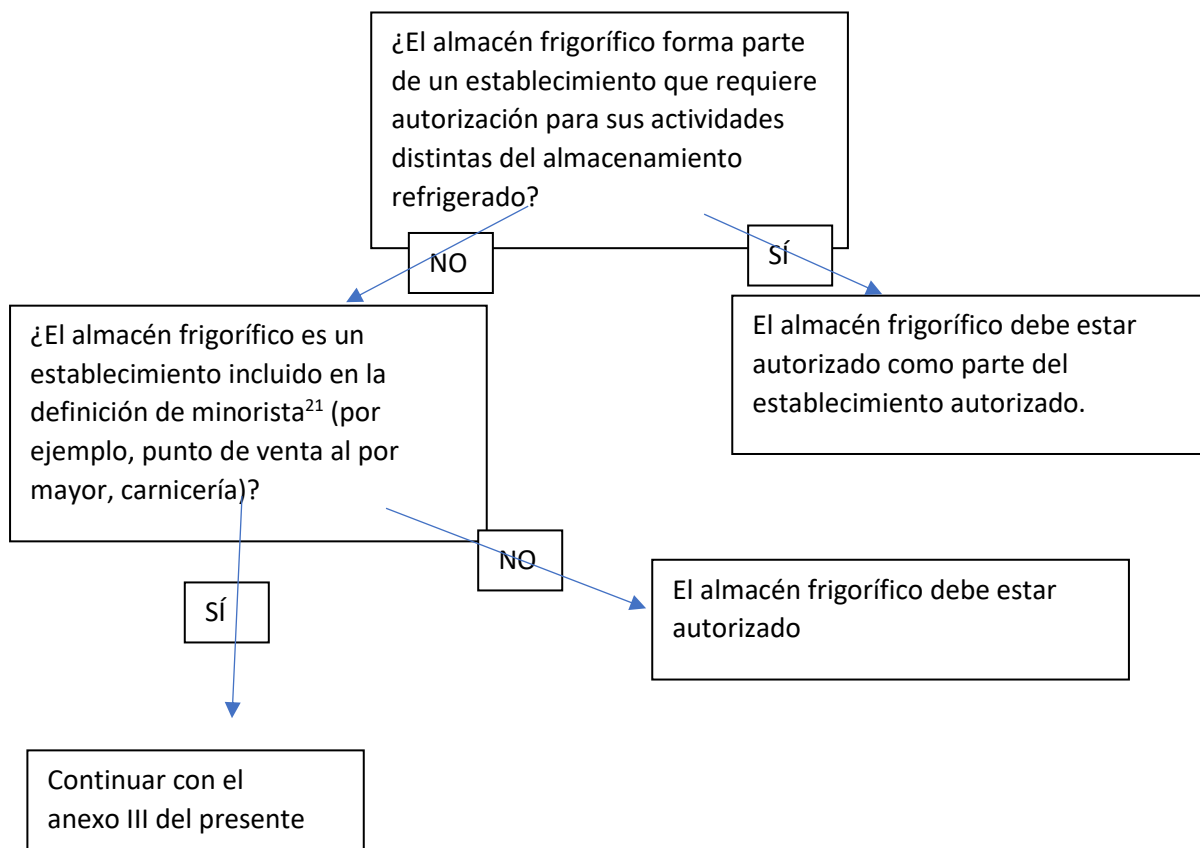 ¿El almacén frigorífico forma parte
de un establecimiento que requiere
autorización para sus actividades
distintas del almacenamiento
refrigerado?
NO
SÍ
¿El almacén frigorífico es un
establecimiento incluido en la
definición de minorista21 (por
ejemplo, punto de venta al por
mayor, carnicería)?
El almacén frigorífico debe estar
autorizado como parte del
establecimiento autorizado.
NO
SÍ
El almacén frigorífico debe estar
autorizado
Continuar con el
anexo III del presente